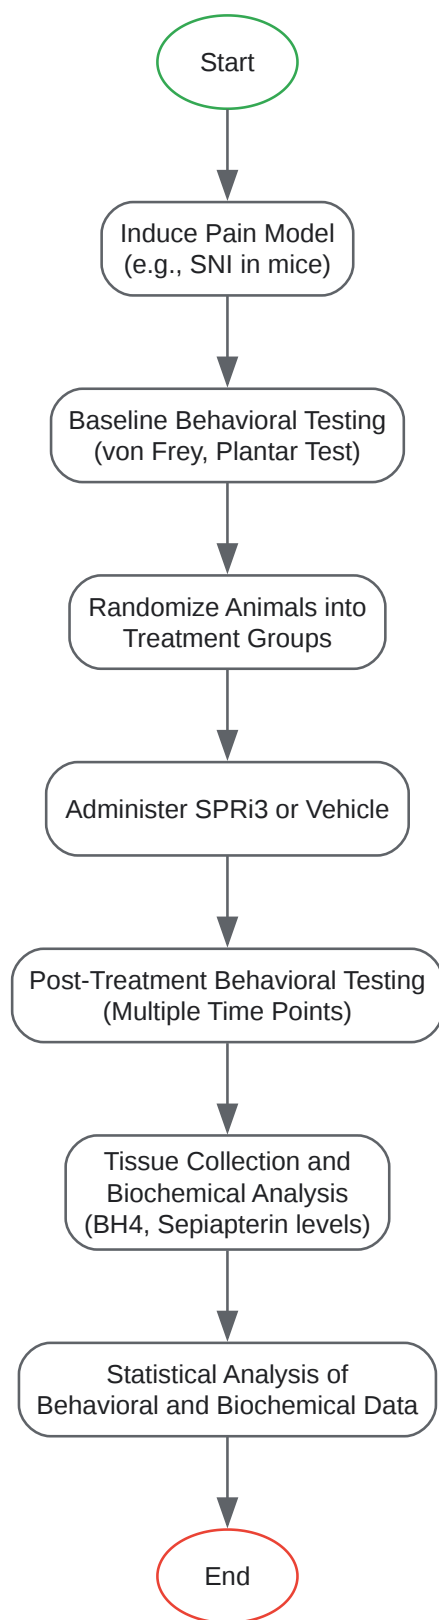 Start
Induce Pain Model
(e.g., SNI in mice)
Baseline Behavioral Testing
(von Frey, Plantar Test)
Randomize Animals into
Treatment Groups
Administer SPRi3 or Vehicle
Post-Treatment Behavioral Testing
(Multiple Time Points)
Tissue Collection and
Biochemical Analysis
(BH4, Sepiapterin levels)
Statistical Analysis of
Behavioral and Biochemical Data
End